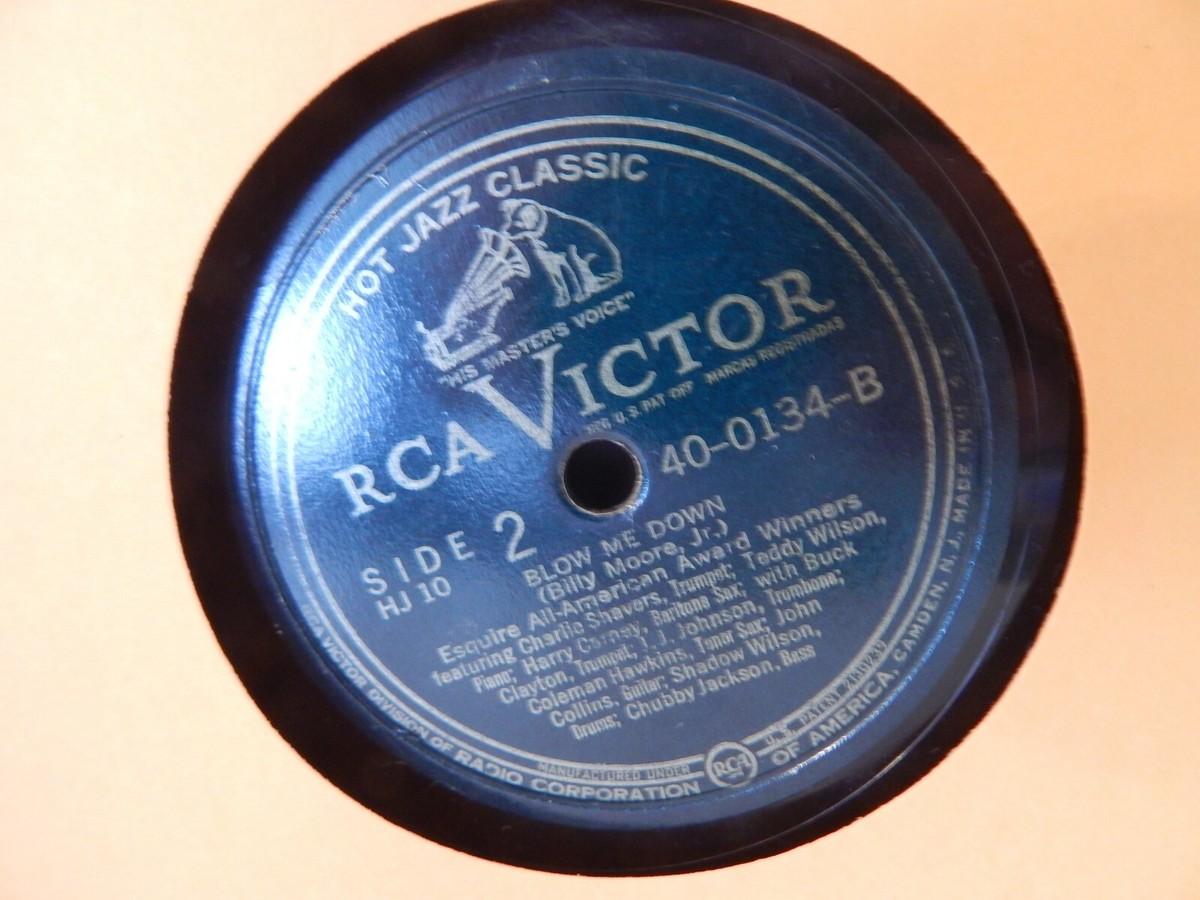 HOT JAZZ CLASSIC
"HIS MASTER'S VOICE"
RCA VICTOR
REG. U.S. PAT. OFF. MARCAS REGISTRADAS
40-0134-B
SIDE 2
HJ 10
BLOW ME DOWN
(Billy Moore, Jr.)
Esquire All-American Award Winners
featuring Charlie Shavers, Trumpet; Teddy Wilson,
Piano; Harry Carney, Baritone Sax; with Buck
Clayton, Trumpet; J. J. Johnson, Trombone;
Coleman Hawkins, Tenor Sax; John
Collins, Guitar; Shadow Wilson,
Drums; Chubby Jackson, Bass
MANUFACTURED UNDER RCA U.S. PATENT
RCA VICTOR DIVISION OF RADIO CORPORATION OF AMERICA, CAMDEN, N.J., MADE IN U.S.A.